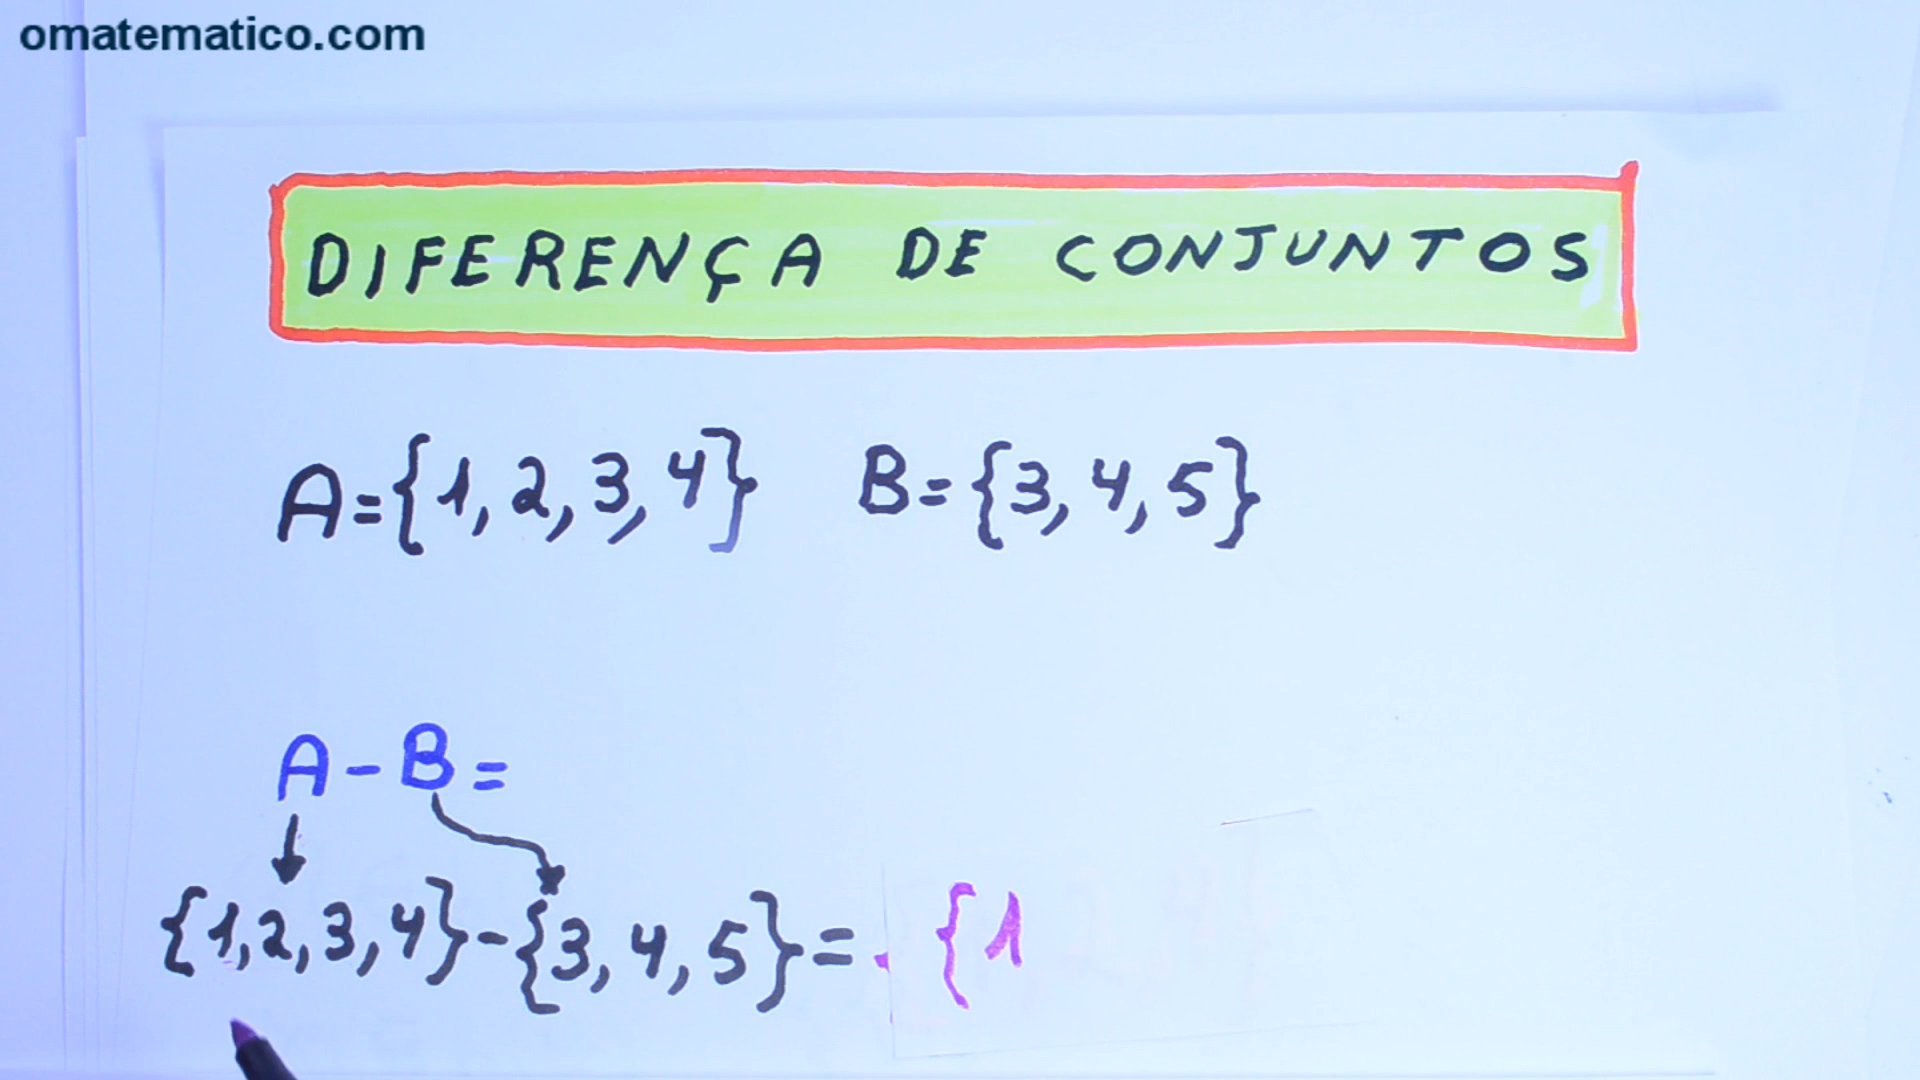 omatematico.com
DIFERENÇA DE CONJUNTOS
A={1,2,3,4} B={3,4,5}
A-B=
{1,2,3,4}-{3,4,5}= {1